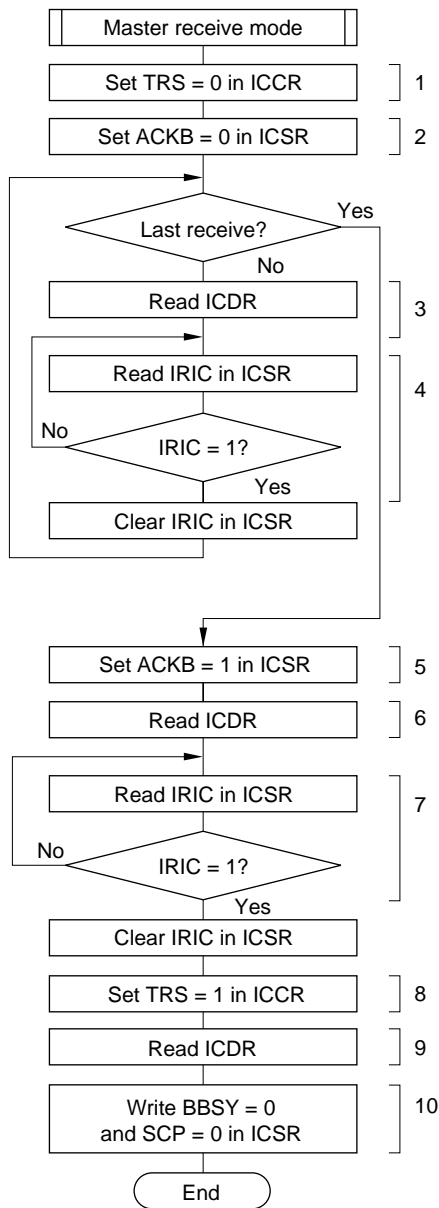 Master receive mode
Set TRS = 0 in ICCR
1
Set ACKB = 0 in ICSR
2
Last receive?
Yes
No
Read ICDR
3
Read IRIC in ICSR
4
No
IRIC = 1?
Yes
Clear IRIC in ICSR
Set ACKB = 1 in ICSR
5
Read ICDR
6
Read IRIC in ICSR
7
No
IRIC = 1?
Yes
Clear IRIC in ICSR
Set TRS = 1 in ICCR
8
Read ICDR
9
Write BBSY = 0
and SCP = 0 in ICSR
10
End